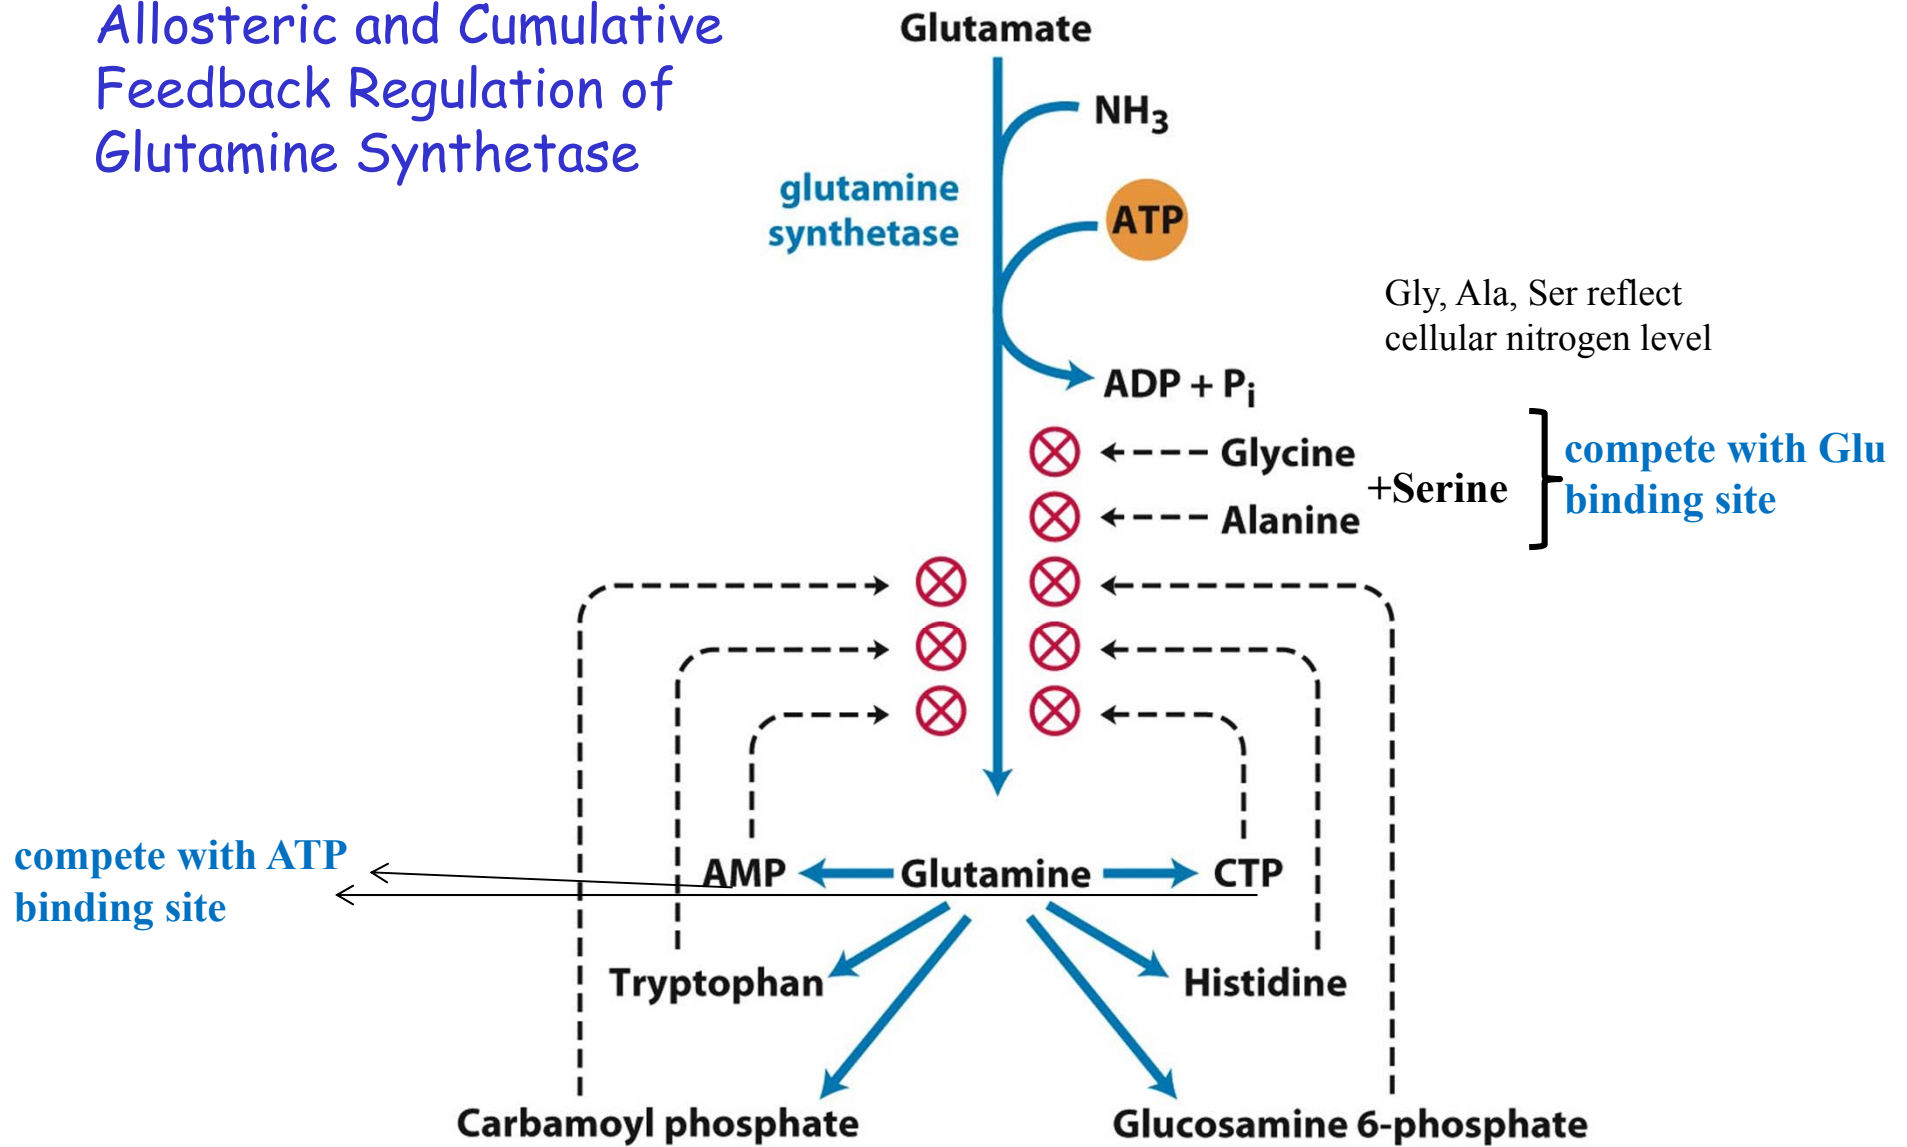 Allosteric and Cumulative
Feedback Regulation of
Glutamine Synthetase
Glutamate
NH₃
glutamine
synthetase
ATP
Gly, Ala, Ser reflect
cellular nitrogen level
ADP + Pᵢ
Glycine
+Serine
Alanine
compete with Glu
binding site
compete with ATP
binding site
AMP
Glutamine
CTP
Tryptophan
Histidine
Carbamoyl phosphate
Glucosamine 6-phosphate